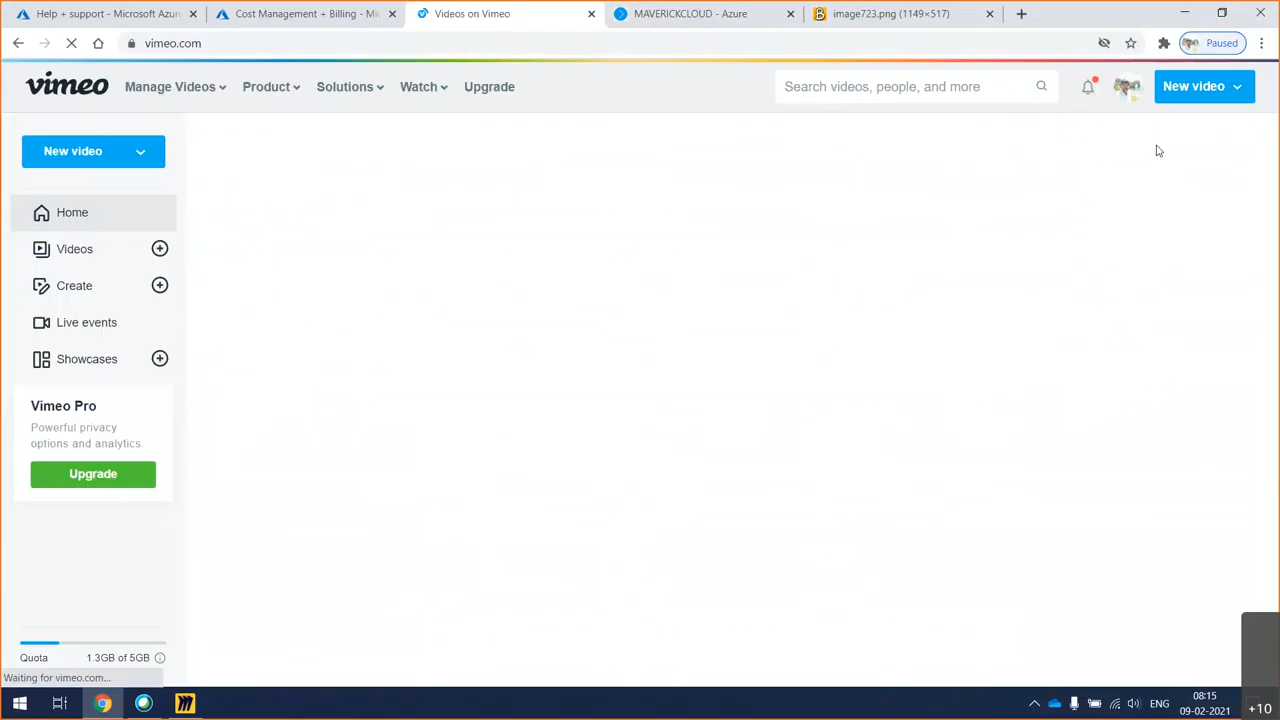 Help + support - Microsoft Azur
Cost Management + Billing - Mi
Videos on Vimeo
MAVERICKCLOUD - Azure
image723.png (1149×517)
vimeo.com
Paused
vimeo
Manage Videos
Product
Solutions
Watch
Upgrade
Search videos, people, and more
New video
New video
Home
Videos
Create
Live events
Showcases
Vimeo Pro
Powerful privacy
options and analytics.
Upgrade
Quota
1.3GB of 5GB
Waiting for vimeo.com...
ENG
08:15
09-02-2021
+10